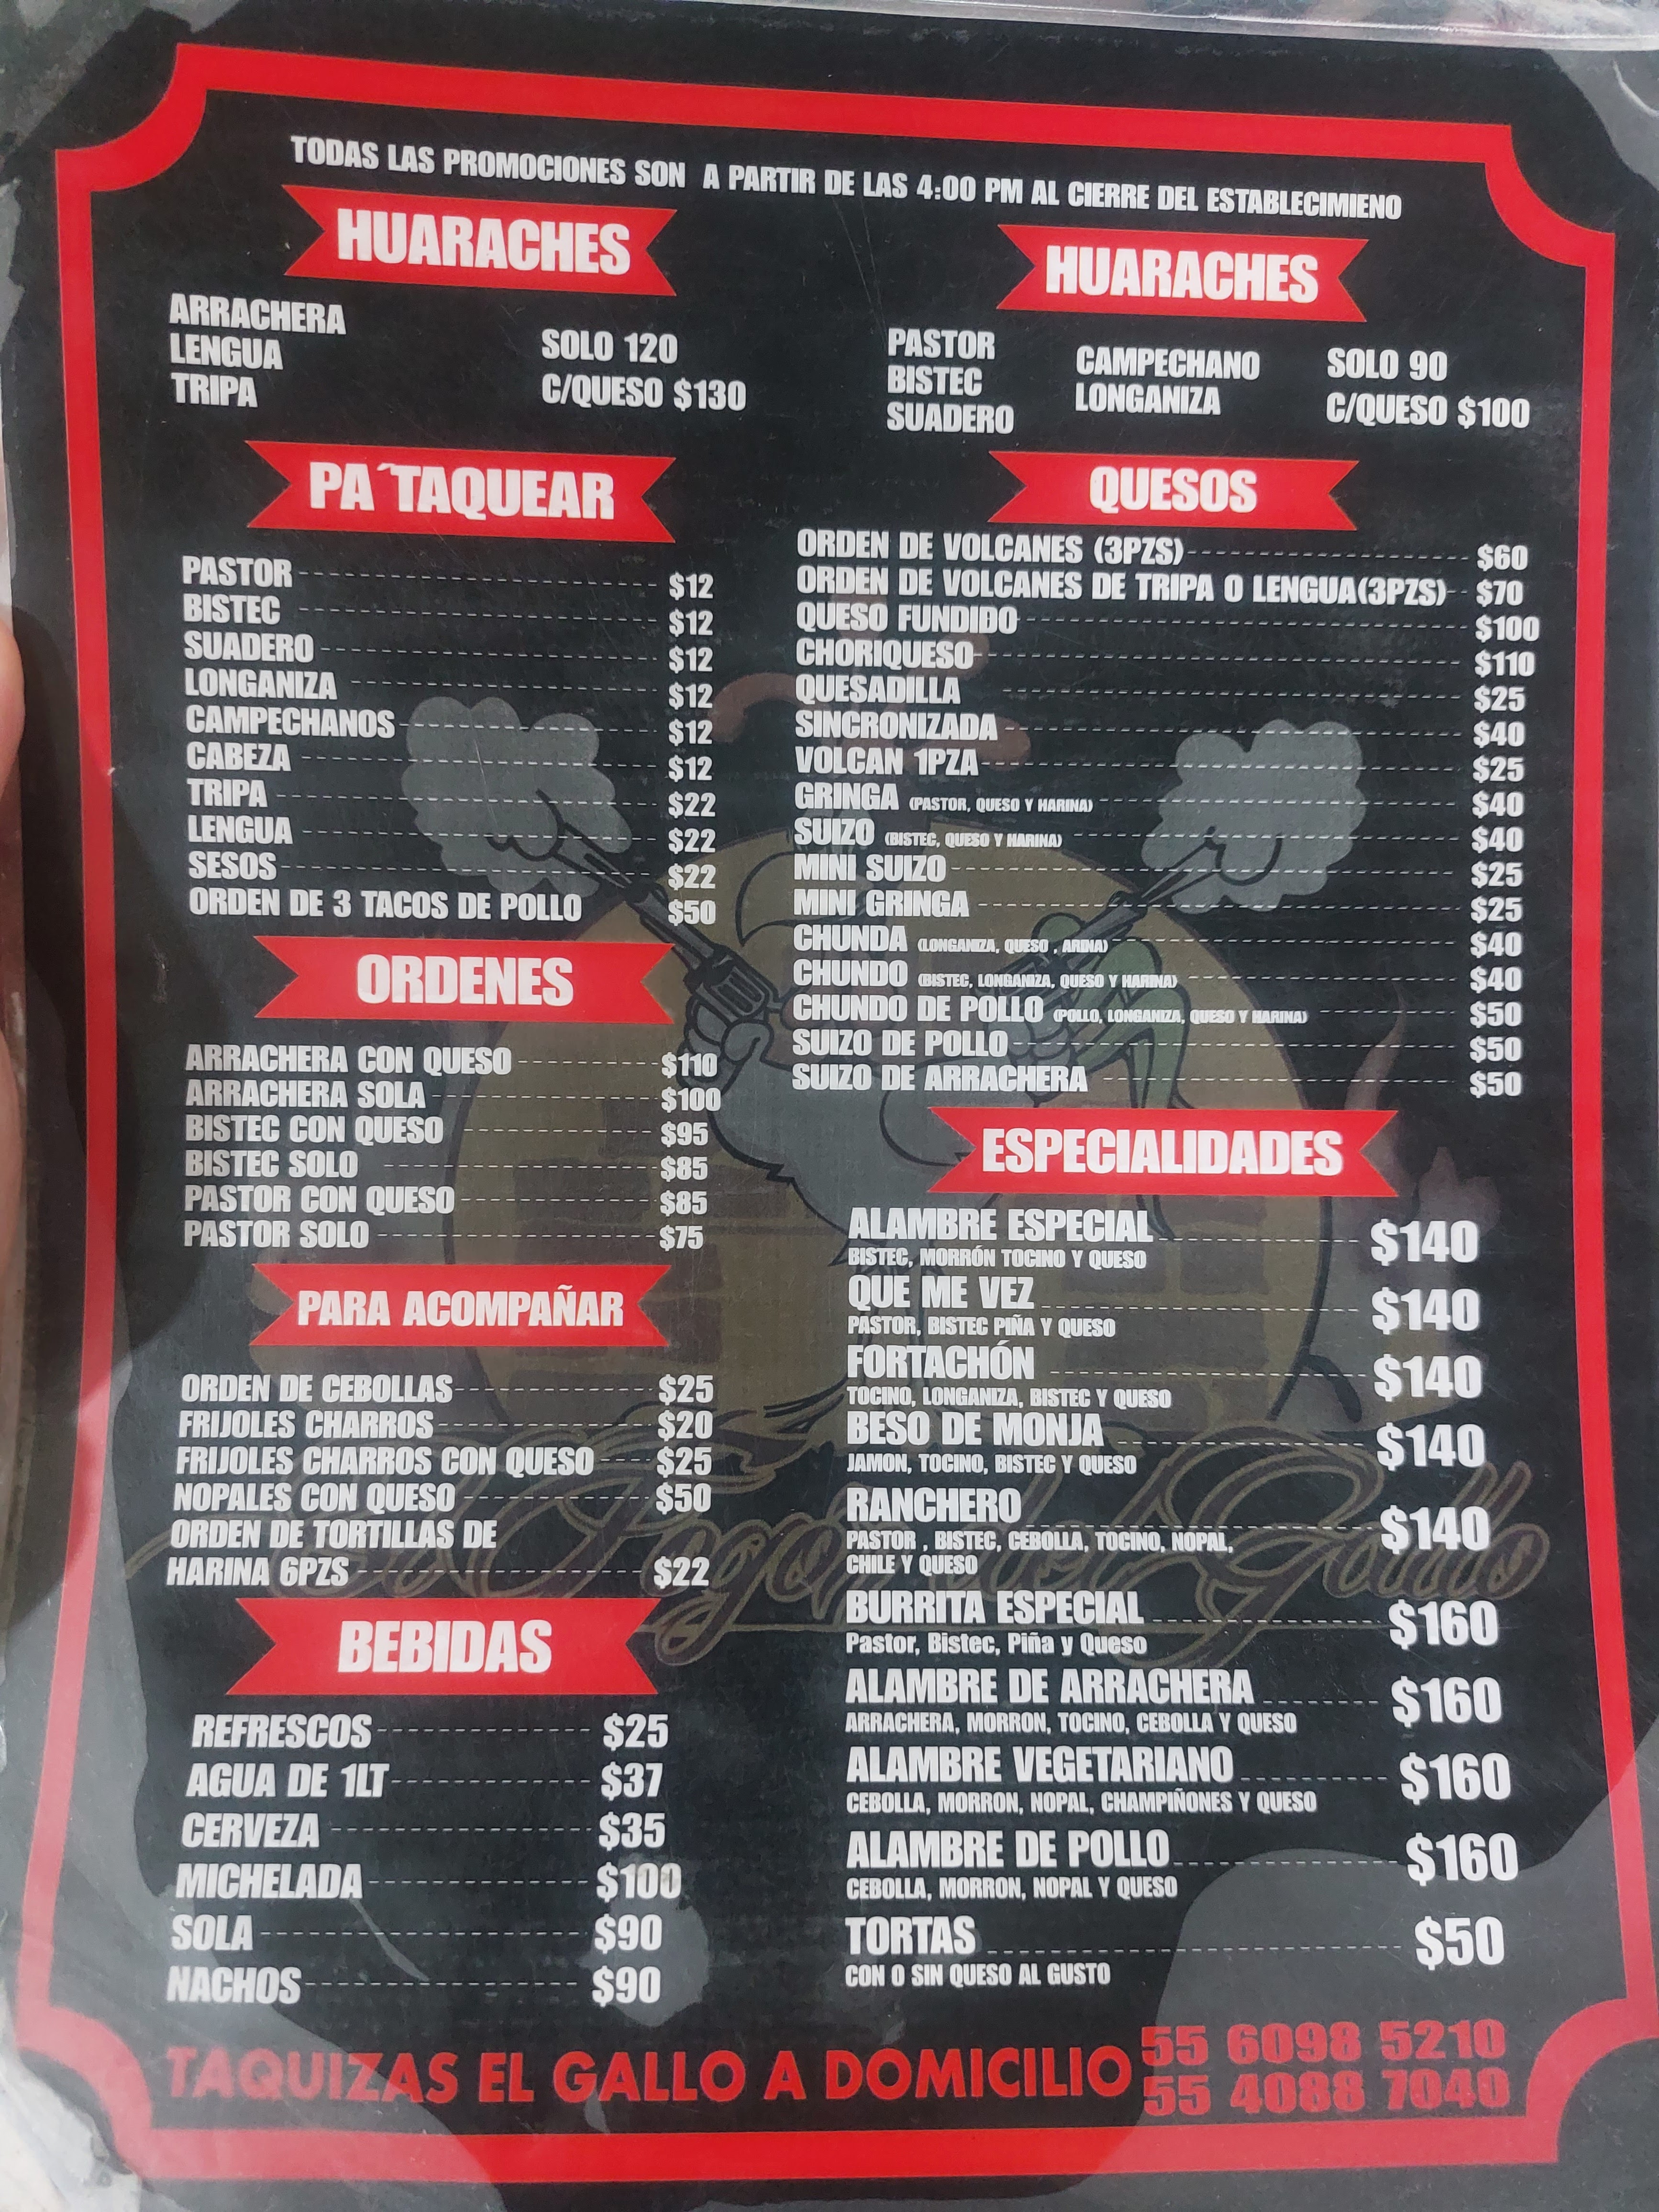 TODAS LAS PROMOCIONES SON A PARTIR DE LAS 4:00 PM AL CIERRE DEL ESTABLECIMIENO
HUARACHES
ARRACHERA
LENGUA
TRIPA
SOLO 120
C/QUESO $130
HUARACHES
PASTOR
BISTEC
SUADERO
CAMPECHANO
LONGANIZA
SOLO 90
C/QUESO $100
PA´TAQUEAR
PASTOR $12
BISTEC $12
SUADERO $12
LONGANIZA $12
CAMPECHANOS $12
CABEZA $12
TRIPA $22
LENGUA $22
SESOS $22
ORDEN DE 3 TACOS DE POLLO $50
ORDENES
ARRACHERA CON QUESO $110
ARRACHERA SOLA $100
BISTEC CON QUESO $95
BISTEC SOLO $85
PASTOR CON QUESO $85
PASTOR SOLO $75
PARA ACOMPAÑAR
ORDEN DE CEBOLLAS $25
FRIJOLES CHARROS $20
FRIJOLES CHARROS CON QUESO $25
NOPALES CON QUESO $50
ORDEN DE TORTILLAS DE
HARINA 6PZS $22
BEBIDAS
REFRESCOS $25
AGUA DE 1LT $37
CERVEZA $35
MICHELADA $100
SOLA $90
NACHOS $90
QUESOS
ORDEN DE VOLCANES (3PZS) $60
ORDEN DE VOLCANES DE TRIPA O LENGUA(3PZS) $70
QUESO FUNDIDO $100
CHORIQUESO $110
QUESADILLA $25
SINCRONIZADA $40
VOLCAN 1PZA $25
GRINGA (PASTOR, QUESO Y HARINA) $40
SUIZO (BISTEC, QUESO Y HARINA) $40
MINI SUIZO $25
MINI GRINGA $25
CHUNDA (LONGANIZA, QUESO , ARINA) $40
CHUNDO (BISTEC, LONGANIZA, QUESO Y HARINA) $40
CHUNDO DE POLLO (POLLO, LONGANIZA, QUESO Y HARINA) $50
SUIZO DE POLLO $50
SUIZO DE ARRACHERA $50
ESPECIALIDADES
ALAMBRE ESPECIAL $140
BISTEC, MORRÓN TOCINO Y QUESO
QUE ME VEZ $140
PASTOR, BISTEC PIÑA Y QUESO
FORTACHÓN $140
TOCINO, LONGANIZA, BISTEC Y QUESO
BESO DE MONJA $140
JAMON, TOCINO, BISTEC Y QUESO
RANCHERO $140
PASTOR , BISTEC, CEBOLLA, TOCINO, NOPAL,
CHILE Y QUESO
BURRITA ESPECIAL $160
Pastor, Bistec, Piña y Queso
ALAMBRE DE ARRACHERA $160
ARRACHERA, MORRON, TOCINO, CEBOLLA Y QUESO
ALAMBRE VEGETARIANO $160
CEBOLLA, MORRON, NOPAL, CHAMPIÑONES Y QUESO
ALAMBRE DE POLLO $160
CEBOLLA, MORRON, NOPAL Y QUESO
TORTAS $50
CON O SIN QUESO AL GUSTO
El Fogon del Gallo
TAQUIZAS EL GALLO A DOMICILIO
55 6098 5210
55 4088 7040